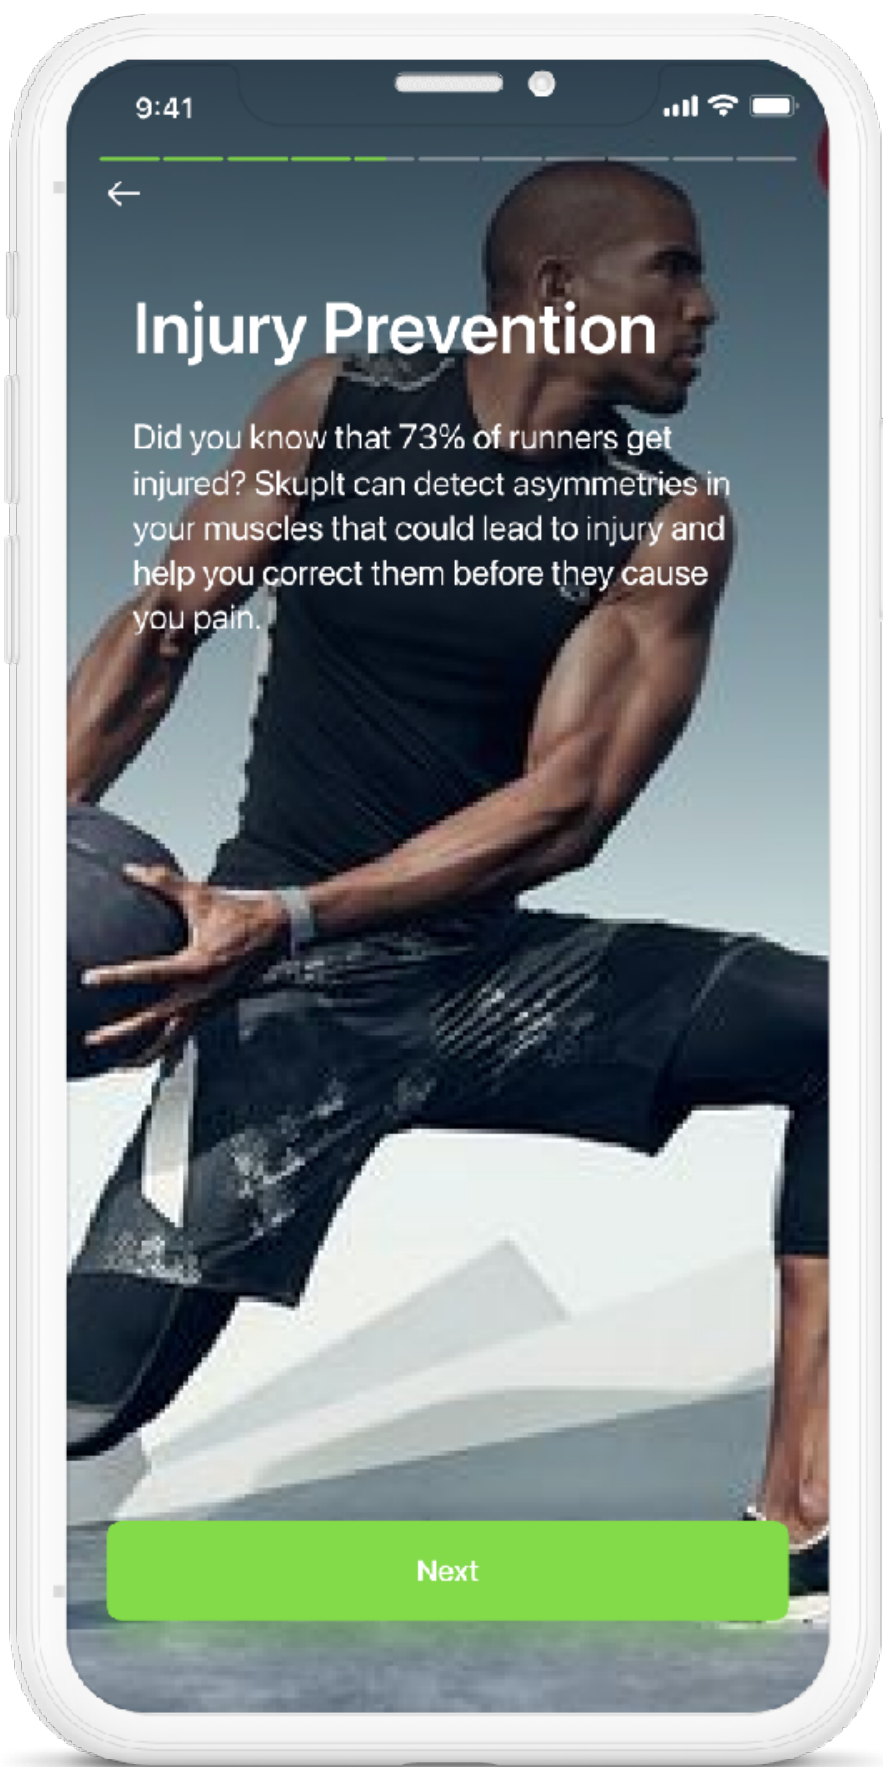 9:41
Injury Prevention
Did you know that 73% of runners get
injured? Skuplt can detect asymmetries in
your muscles that could lead to injury and
help you correct them before they cause
you pain.
Next